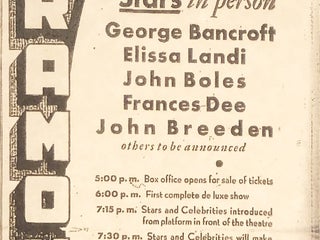 RAMO
Stars in person
George Bancroft
Elissa Landi
John Boles
Frances Dee
John Breeden
others to be announced
5:00 p. m. Box office opens for sale of tickets
6:00 p. m. First complete de luxe show
7:15 p. m. Stars and Celebrities introduced
from platform in front of the theatre
7:30 p. m. Stars and Celebrities will make